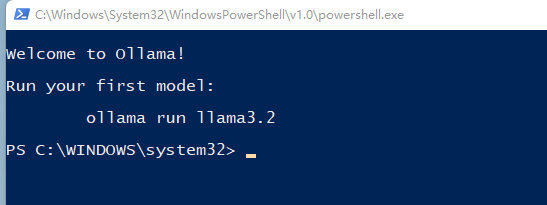 C:\Windows\System32\WindowsPowerShell\v1.0\powershell.exe
Welcome to Ollama!
Run your first model:
ollama run llama3.2
PS C:\WINDOWS\system32>